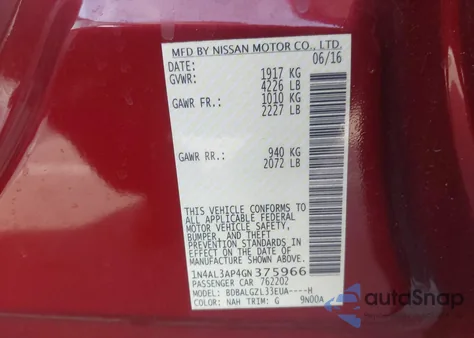 MFD BY NISSAN MOTOR CO., LTD.
DATE: 06/16
GVWR: 1917 KG
4226 LB
GAWR FR.: 1010 KG
2227 LB
GAWR RR.: 940 KG
2072 LB
THIS VEHICLE CONFORMS TO
ALL APPLICABLE FEDERAL
MOTOR VEHICLE SAFETY,
BUMPER, AND THEFT
PREVENTION STANDARDS IN
EFFECT ON THE DATE OF
MANUFACTURE SHOWN ABOVE.
1N4AL3AP4GN375966
PASSENGER CAR 762202
MODEL: BDBALGZL33EUA----H
COLOR: NAH TRIM: G 9N00A
autoSnap